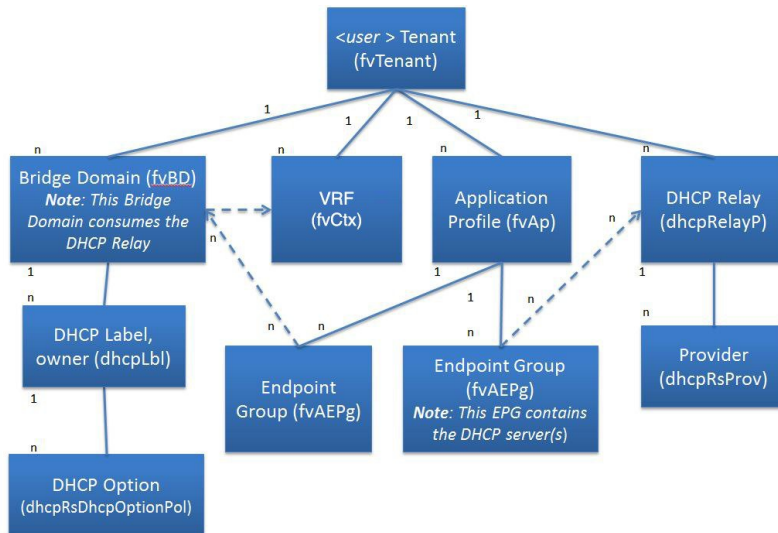 <user > Tenant
(fvTenant)
1
1
1
1
n
n
n
n
Bridge Domain (fvBD)
Note: This Bridge
Domain consumes the
DHCP Relay
VRF
(fvCtx)
Application
Profile (fvAp)
DHCP Relay
(dhcpRelayP)
n
n
1
1
1
1
n
n
n
n
n
n
DHCP Label,
owner (dhcpLbl)
Endpoint
Group (fvAEPg)
Endpoint Group
(fvAEPg)
Note: This EPG contains
the DHCP server(s)
Provider
(dhcpRsProv)
1
n
DHCP Option
(dhcpRsDhcpOptionPol)